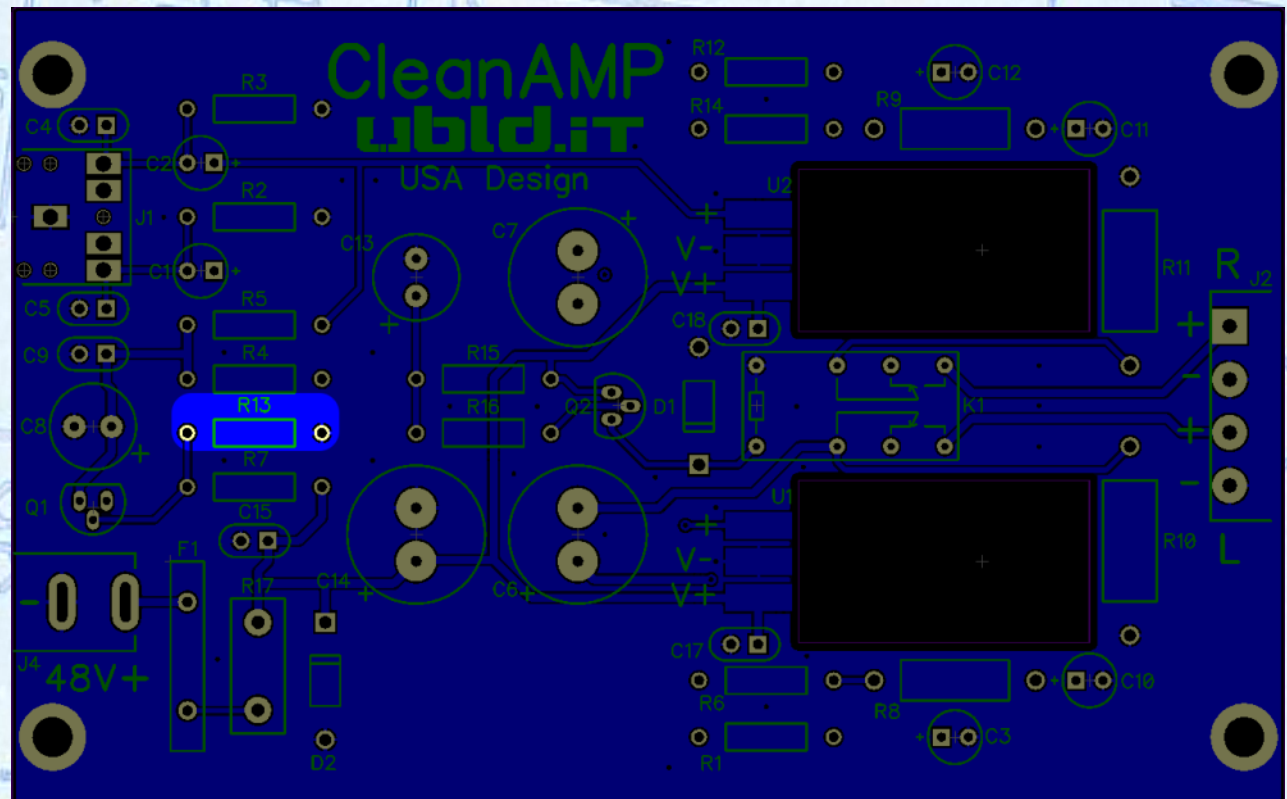 CleanAMP
ubld.it
USA Design
R12
C12
R3
R14
R9
C11
C4
C2
+
U2
R2
J1
C13
C7
+
V-
V+
R11
R
J2
C1
+
R5
C5
C18
+
-
C9
R4
R15
Q2
D1
K1
R13
R16
+
-
C8
+
R7
Q1
C15
U1
+
V-
V+
R10
L
F1
C14
+
C6
+
R17
-
J4
48V+
C17
R6
R8
C10
D2
R1
C3